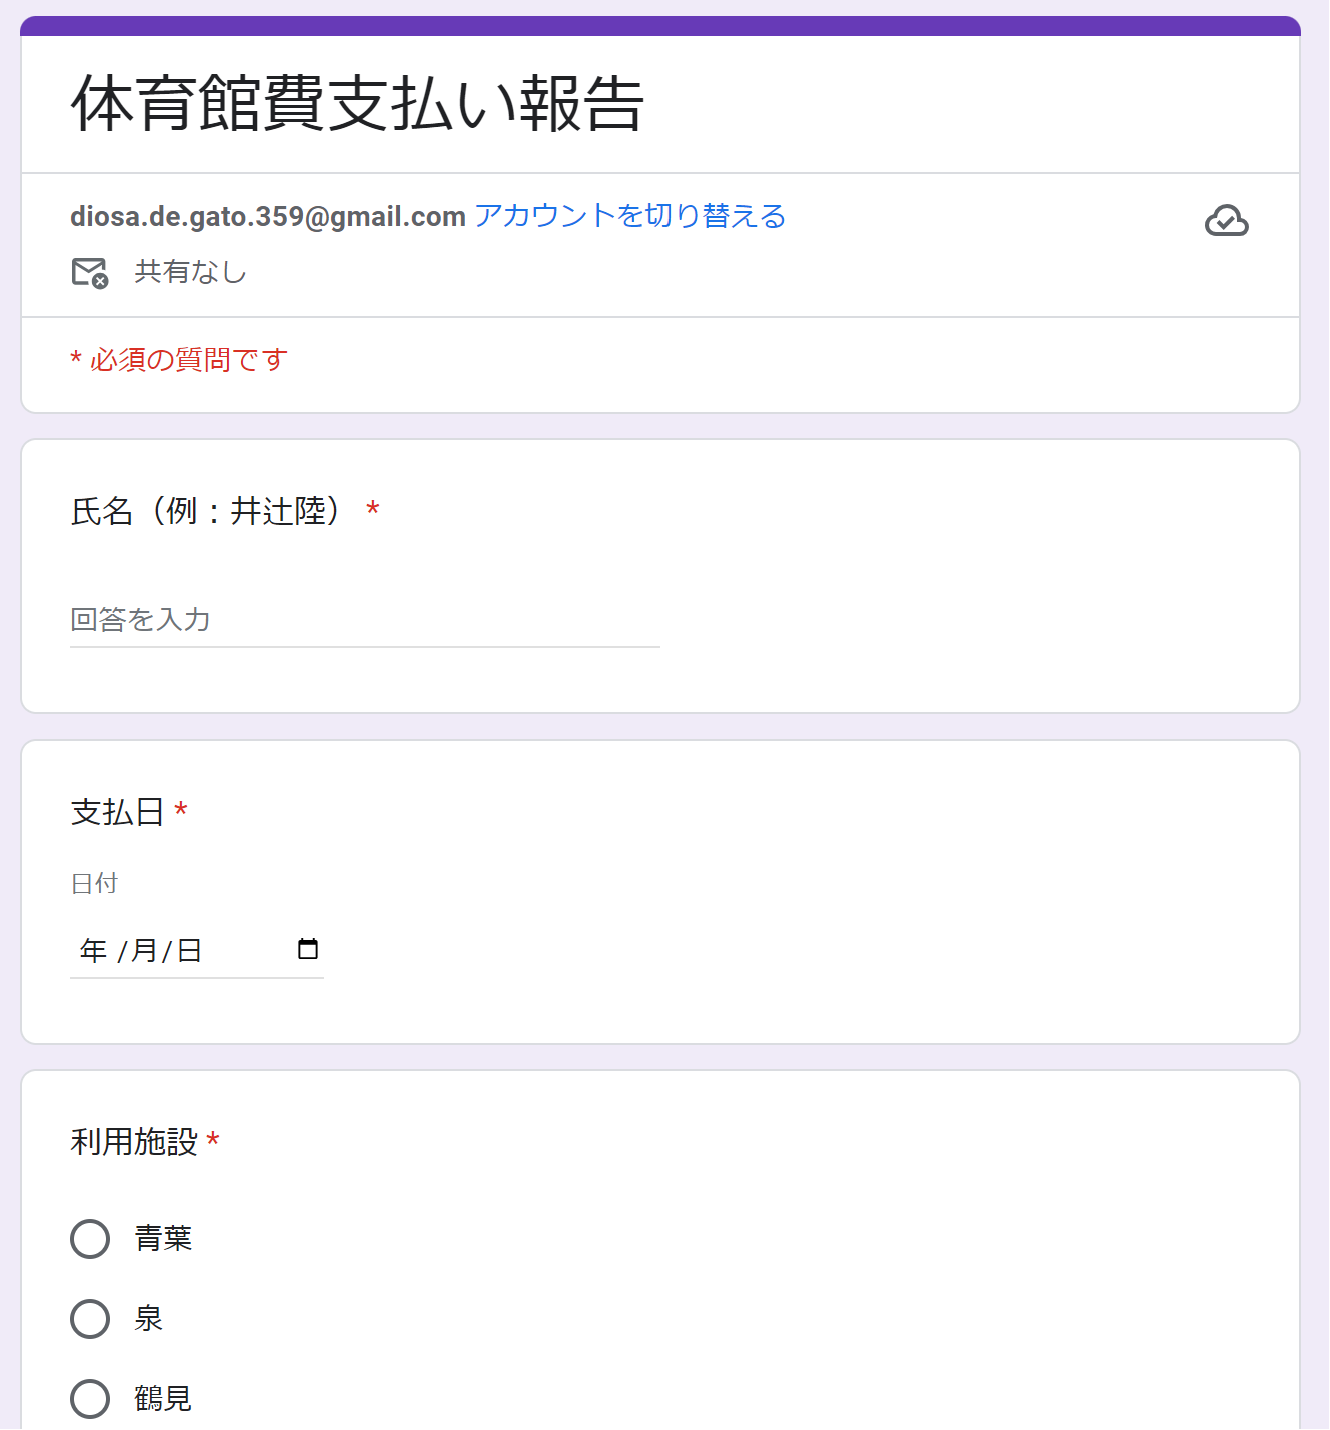 体育館費支払い報告
diosa.de.gato.359@gmail.com アカウントを切り替える
共有なし
* 必須の質問です
氏名（例：井辻陸） *
回答を入力
支払日 *
日付
年 /月/日
利用施設 *
青葉
泉
鶴見